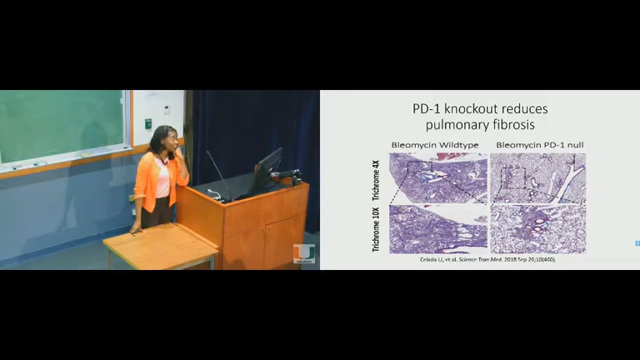 PD-1 knockout reduces
pulmonary fibrosis
Bleomycin Wildtype
Bleomycin PD-1 null
Trichrome 4X
Trichrome 10X
Celada LJ, et al. Science Tran Med. 2018 Sep 26;10(460).
U